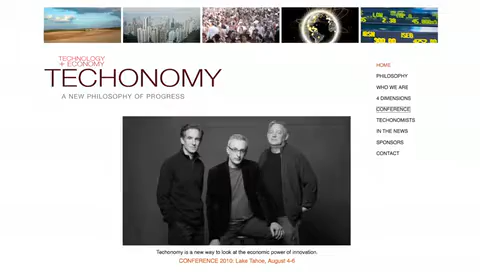 TECHNOLOGY
+ ECONOMY
TECHONOMY
A NEW PHILOSOPHY OF PROGRESS
HOME
PHILOSOPHY
WHO WE ARE
4 DIMENSIONS
CONFERENCE
TECHONOMISTS
IN THE NEWS
SPONSORS
CONTACT
Techonomy is a new way to look at the economic power of innovation.
CONFERENCE 2010: Lake Tahoe, August 4-6